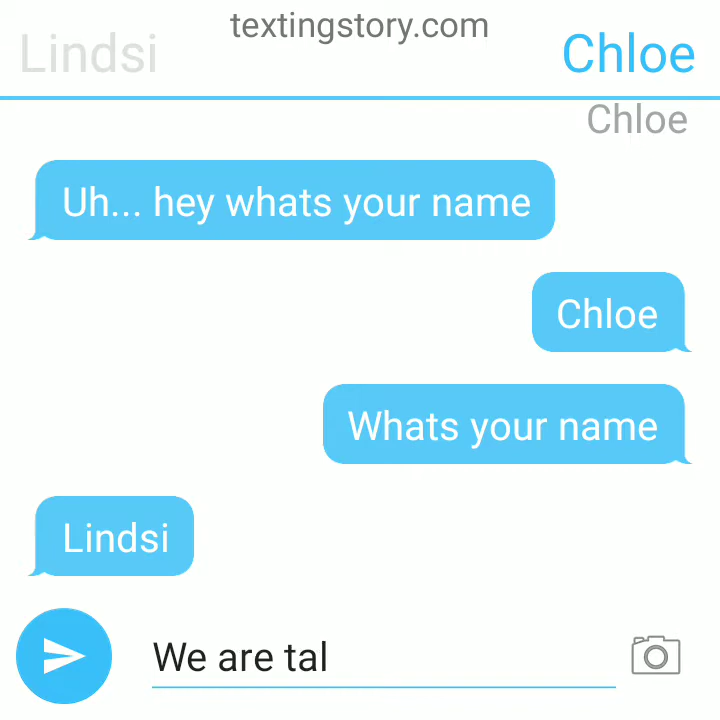 textingstory.com
Lindsi
Chloe
Chloe
Uh... hey whats your name
Chloe
Whats your name
Lindsi
We are tal